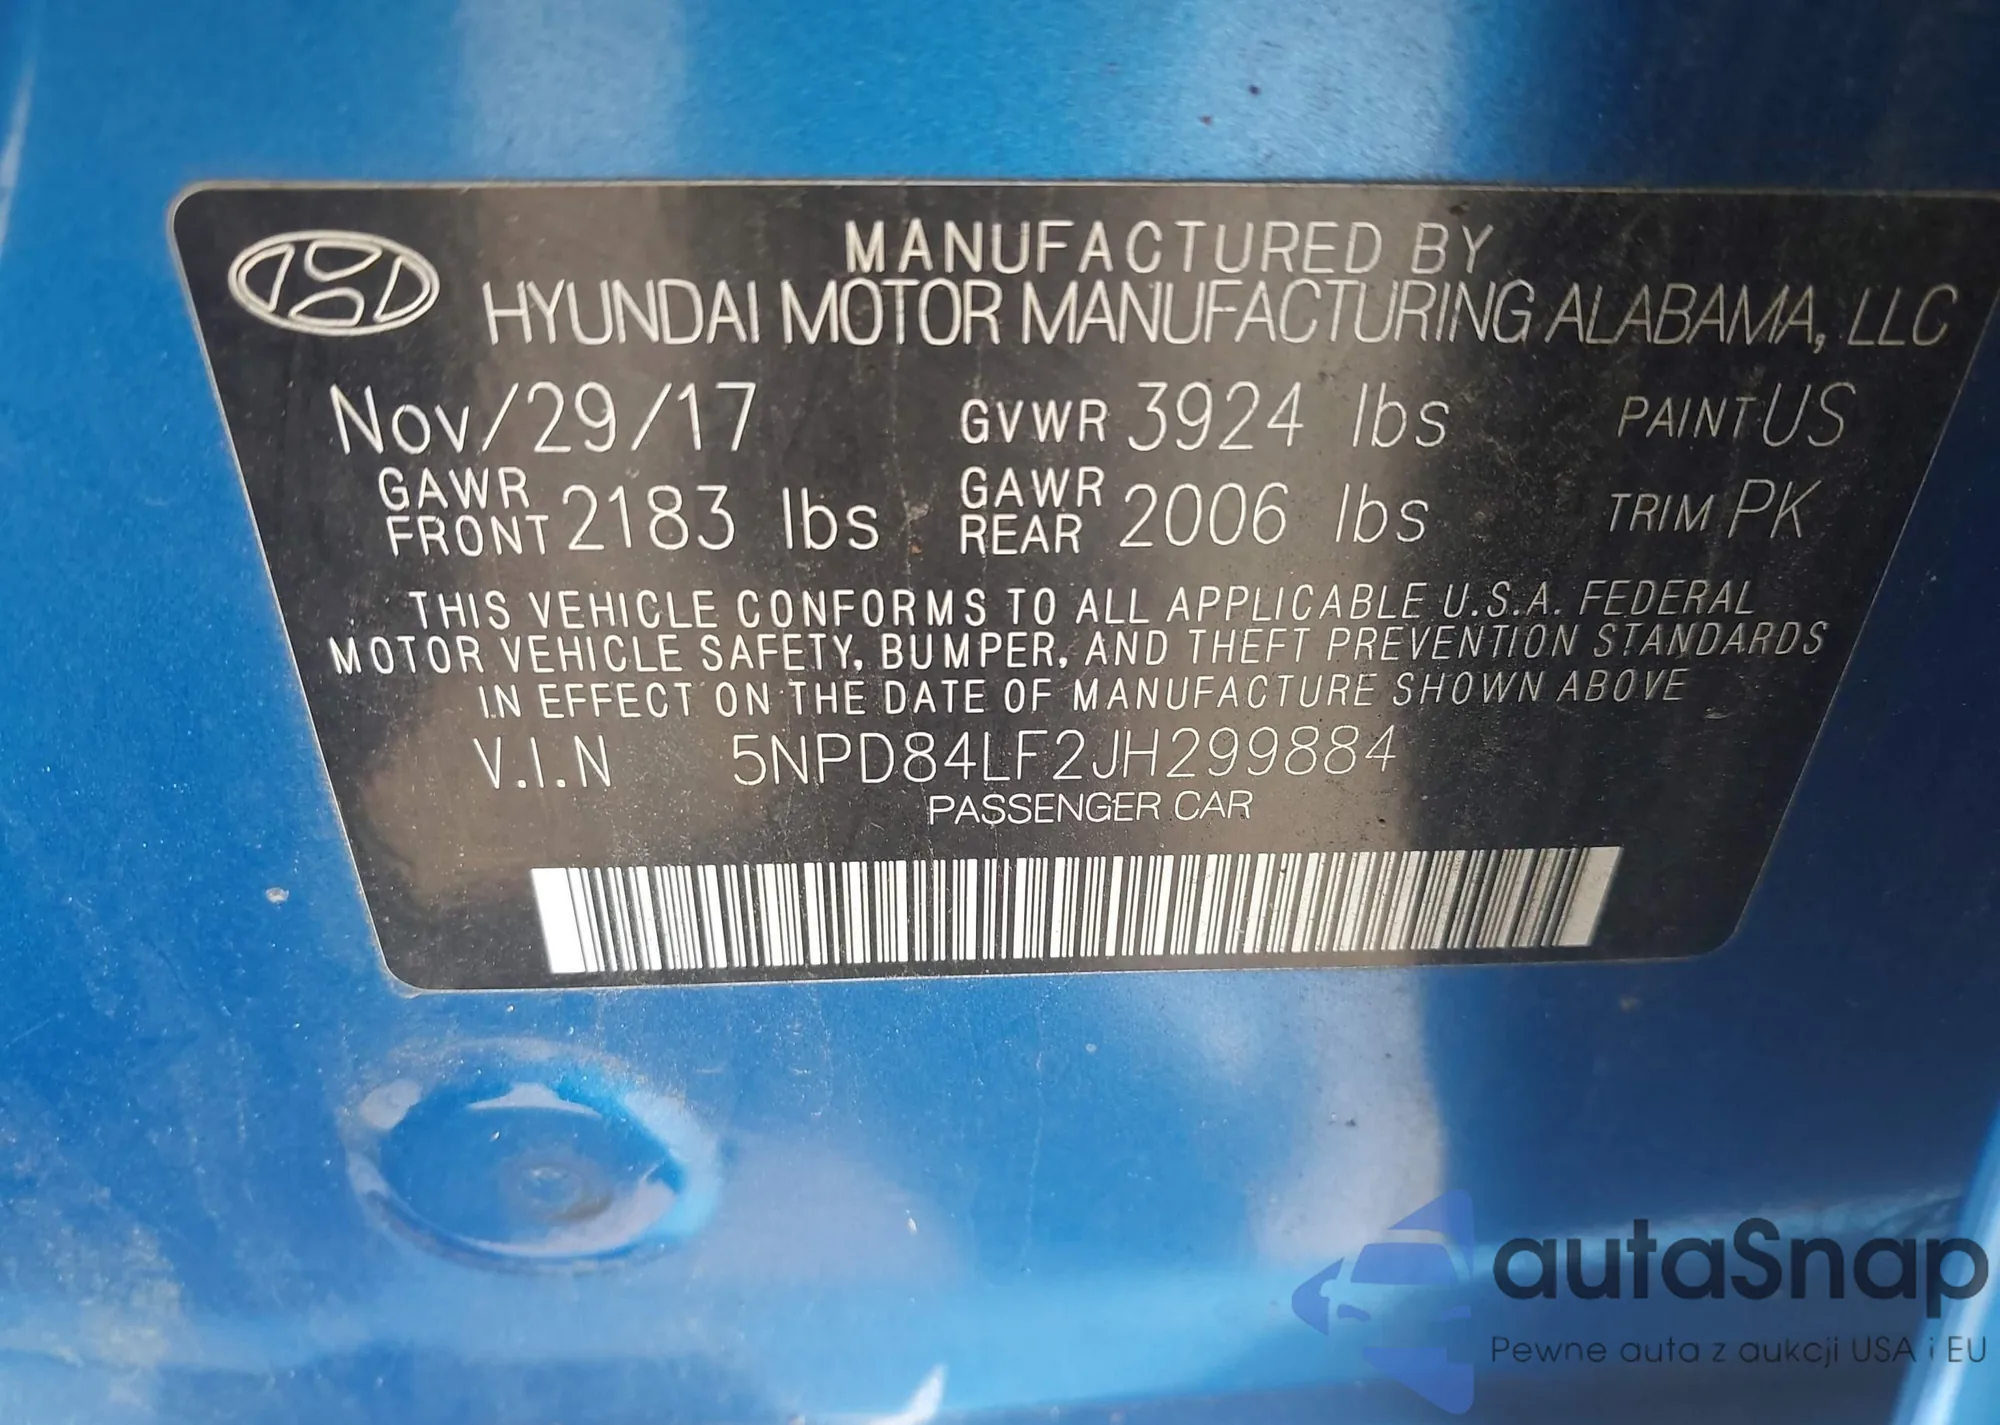 MANUFACTURED BY
HYUNDAI MOTOR MANUFACTURING ALABAMA, LLC
Nov/29/17 GVWR 3924 lbs PAINT US
GAWR FRONT 2183 lbs GAWR REAR 2006 lbs TRIM PK
THIS VEHICLE CONFORMS TO ALL APPLICABLE U.S.A. FEDERAL
MOTOR VEHICLE SAFETY, BUMPER, AND THEFT PREVENTION STANDARDS
IN EFFECT ON THE DATE OF MANUFACTURE SHOWN ABOVE
V.I.N 5NPD84LF2JH299884
PASSENGER CAR
autaSnap
Pewne auta z aukcji USA i EU